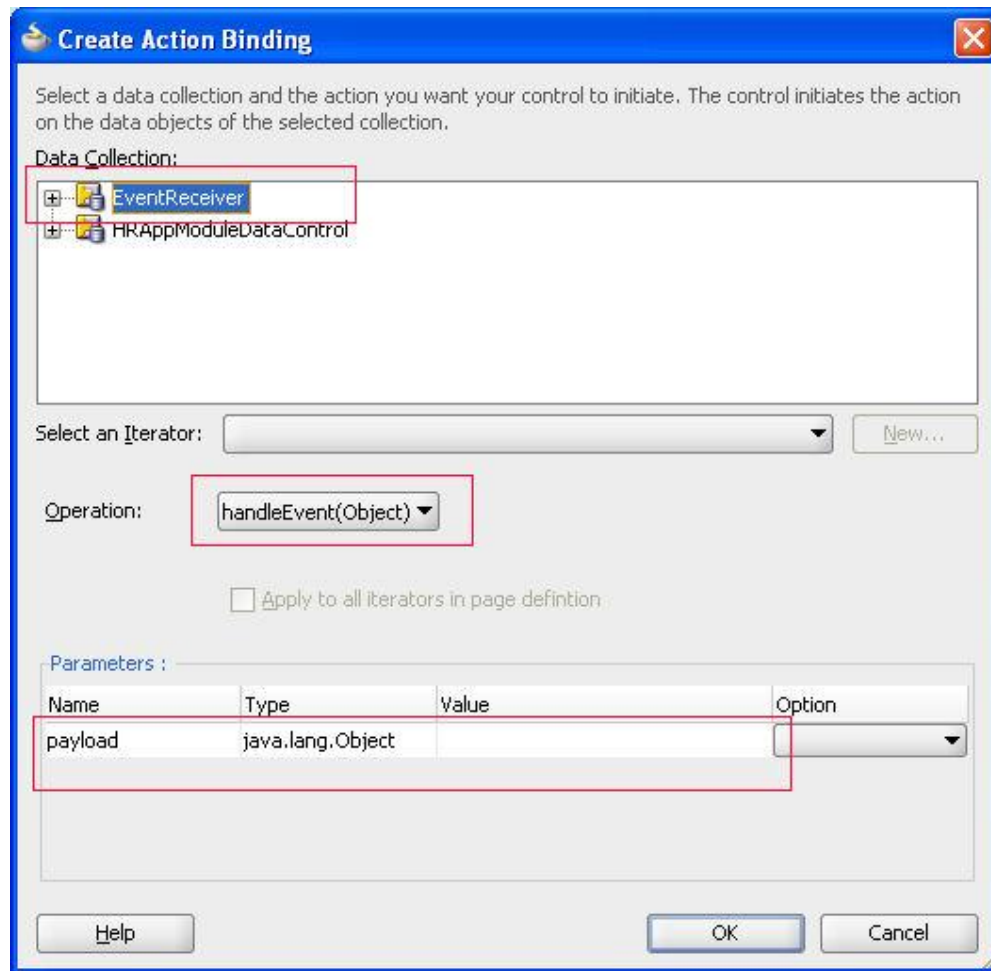 Create Action Binding
Select a data collection and the action you want your control to initiate. The control initiates the action
on the data objects of the selected collection.
Data Collection:
EventReceiver
HRAppModuleDataControl
Select an Iterator:
New...
Operation:
handleEvent(Object)
Apply to all iterators in page defintion
Parameters :
Name Type Value Option
payload java.lang.Object
Help OK Cancel